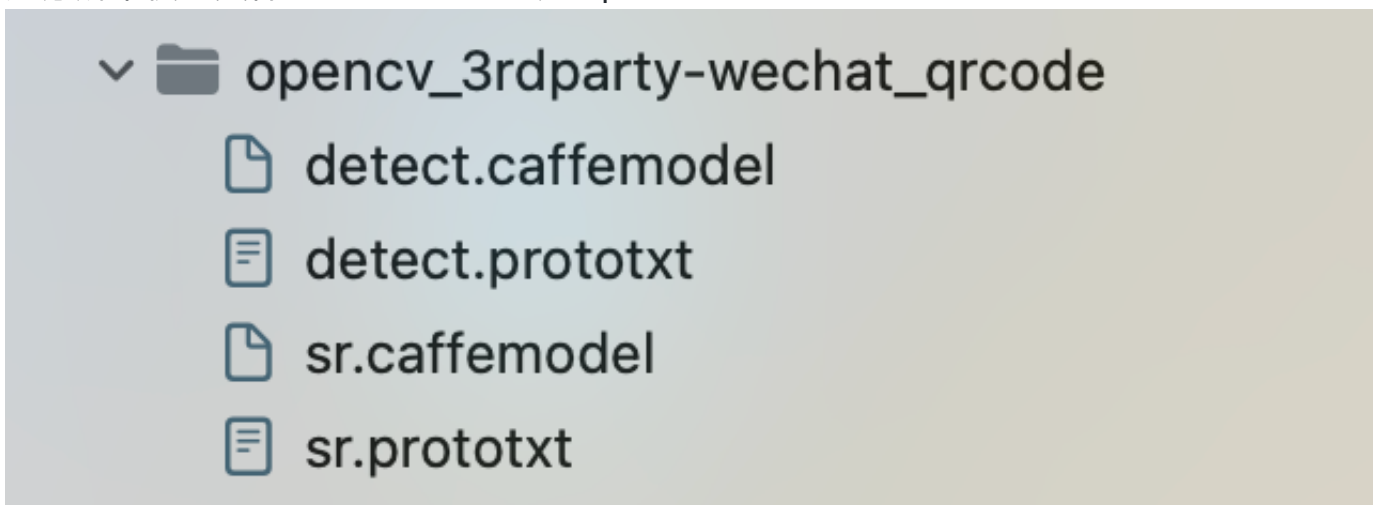 opencv_3rdparty-wechat_qrcode
detect.caffemodel
detect.prototxt
sr.caffemodel
sr.prototxt